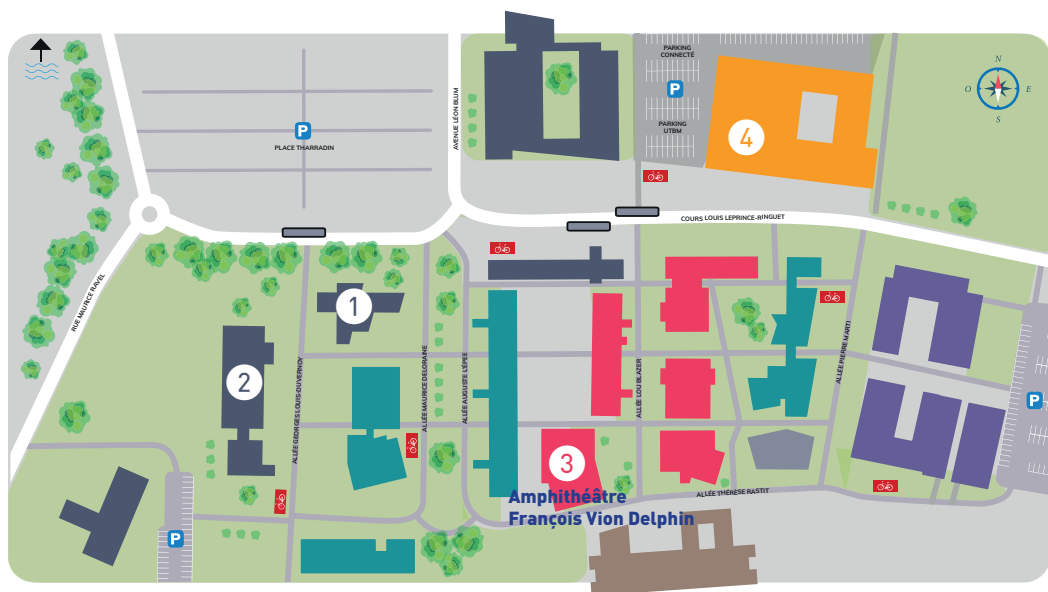 PARKING
CONNECTÉ
P
PARKING
UTBM
N
O
E
S
4
AVENUE LÉON BLUM
P
PLACE THARRADIN
COURS LOUIS LEPRINCE-RINGUET
RUE MAURICE RAVEL
1
2
ALLÉE GEORGES LOUIS-DUVERNOY
ALLÉE MAURICE DELORAINE
ALLÉE AUGUSTE L'ÉPÉE
ALLÉE LOU BLAZER
ALLÉE PIERRE MARTI
P
3
Amphithéâtre
François Vion Delphin
ALLÉE THÉRÈSE RASTIT
P